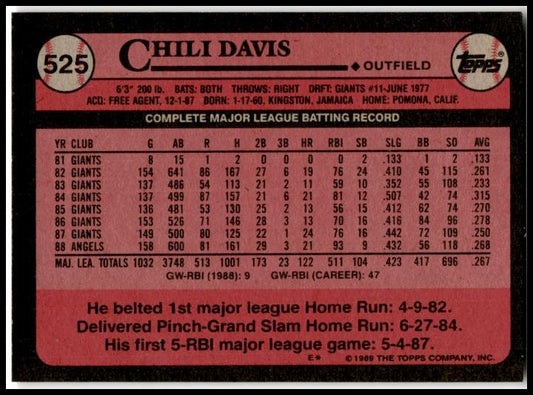 525
CHILI DAVIS
OUTFIELD
TOPPS®
6'3" 200 lb. BATS: BOTH THROWS: RIGHT DRFT: GIANTS #11-JUNE 1977
ACQ: FREE AGENT, 12-1-87 BORN: 1-17-60, KINGSTON, JAMAICA HOME: POMONA, CALIF.
COMPLETE MAJOR LEAGUE BATTING RECORD
YR CLUB G AB R H 2B 3B HR RBI SB SLG BB SO AVG
81 GIANTS 8 15 2 2 0 0 0 0 2 .133 1 2 .133
82 GIANTS 154 641 86 167 27 6 19 76 24 .410 45 115 .261
83 GIANTS 137 486 54 113 21 2 11 59 10 .352 55 108 .233
84 GIANTS 137 499 87 157 21 6 21 81 12 .507 42 74 .315
85 GIANTS 136 481 53 130 25 2 13 56 15 .412 62 74 .270
86 GIANTS 153 526 71 146 28 3 13 70 16 .416 84 96 .278
87 GIANTS 149 500 80 125 22 1 24 76 16 .442 72 109 .250
88 ANGELS 158 600 81 161 29 3 21 93 9 .432 56 118 .268
MAJ. LEA. TOTALS 1032 3748 513 1001 173 23 122 511 104 .423 417 696 .267
GW-RBI (1988): 9 GW-RBI (CAREER): 47
He belted 1st major league Home Run: 4-9-82.
Delivered Pinch-Grand Slam Home Run: 6-27-84.
His first 5-RBI major league game: 5-4-87.
E* © 1989 THE TOPPS COMPANY, INC.